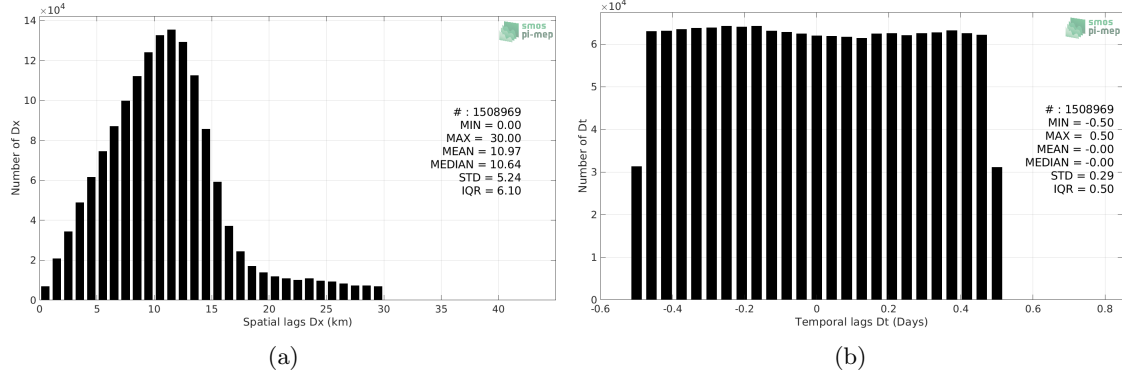 ×10⁴
14
12
10
8
6
4
2
0
Number of Dx
smos
pi-mep
# : 1508969
MIN = 0.00
MAX = 30.00
MEAN = 10.97
MEDIAN = 10.64
STD = 5.24
IQR = 6.10
0 5 10 15 20 25 30 35 40
Spatial lags Dx (km)
(a)
×10⁴
6
5
4
3
2
1
0
Number of Dt
smos
pi-mep
# : 1508969
MIN = -0.50
MAX = 0.50
MEAN = -0.00
MEDIAN = -0.00
STD = 0.29
IQR = 0.50
-0.6 -0.4 -0.2 0 0.2 0.4 0.6 0.8
Temporal lags Dt (Days)
(b)